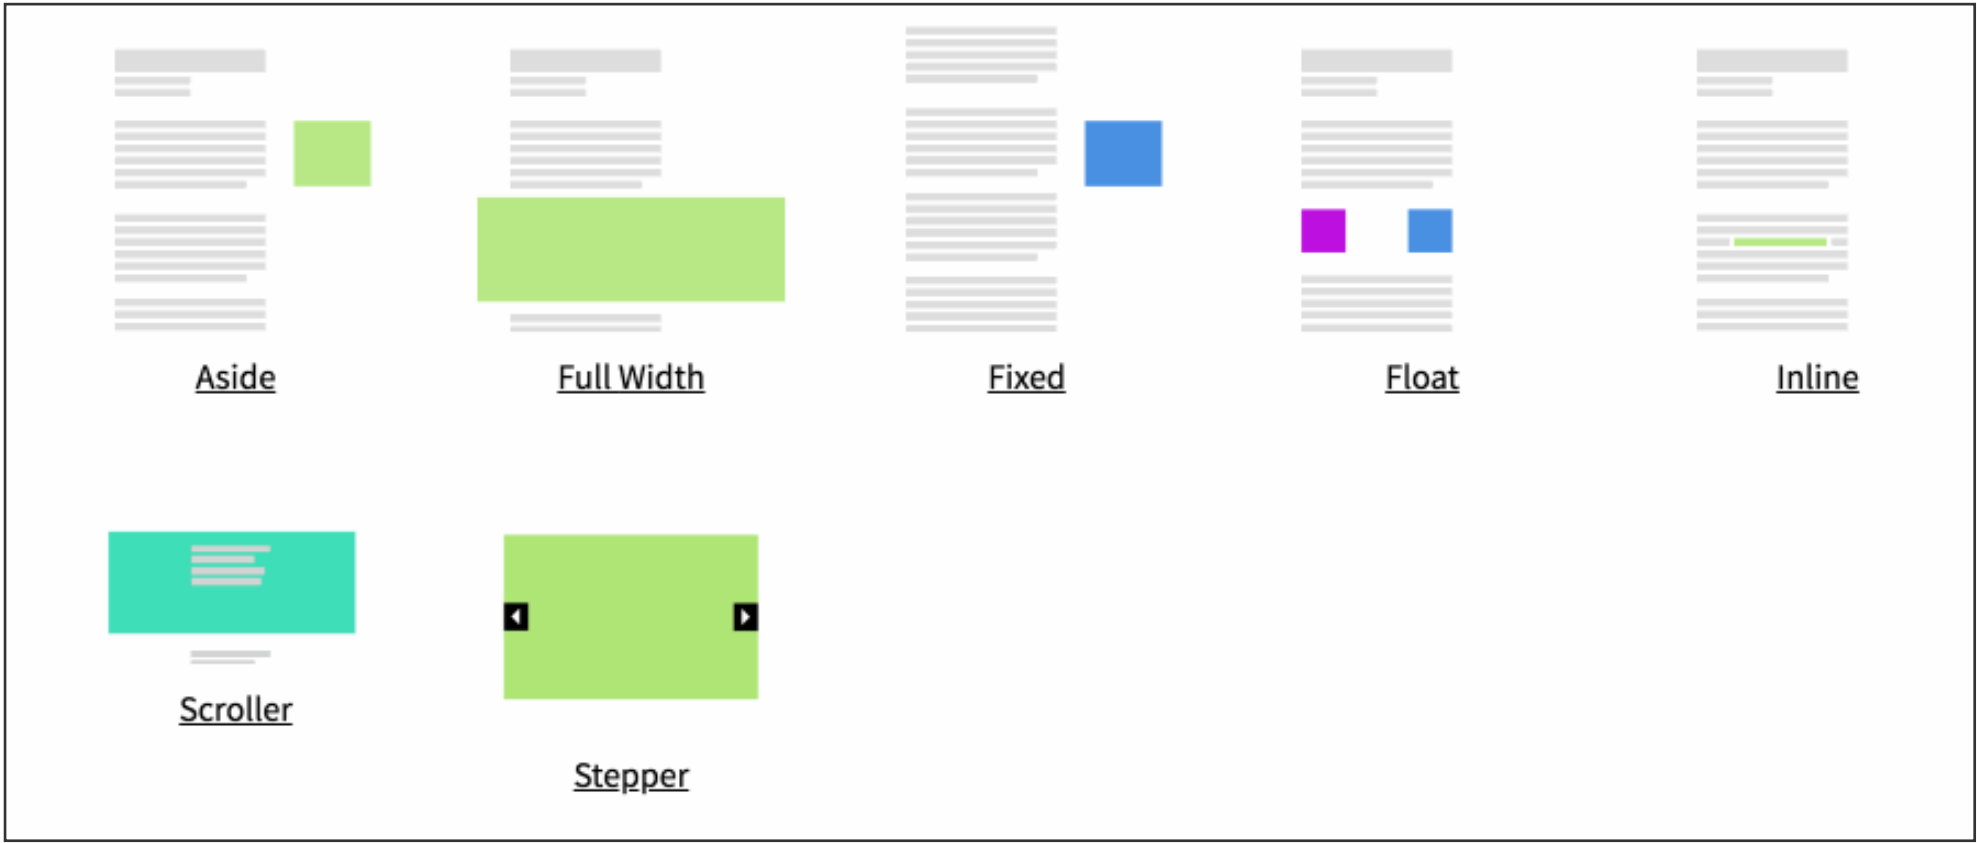 Aside
Full Width
Fixed
Float
Inline
Scroller
Stepper